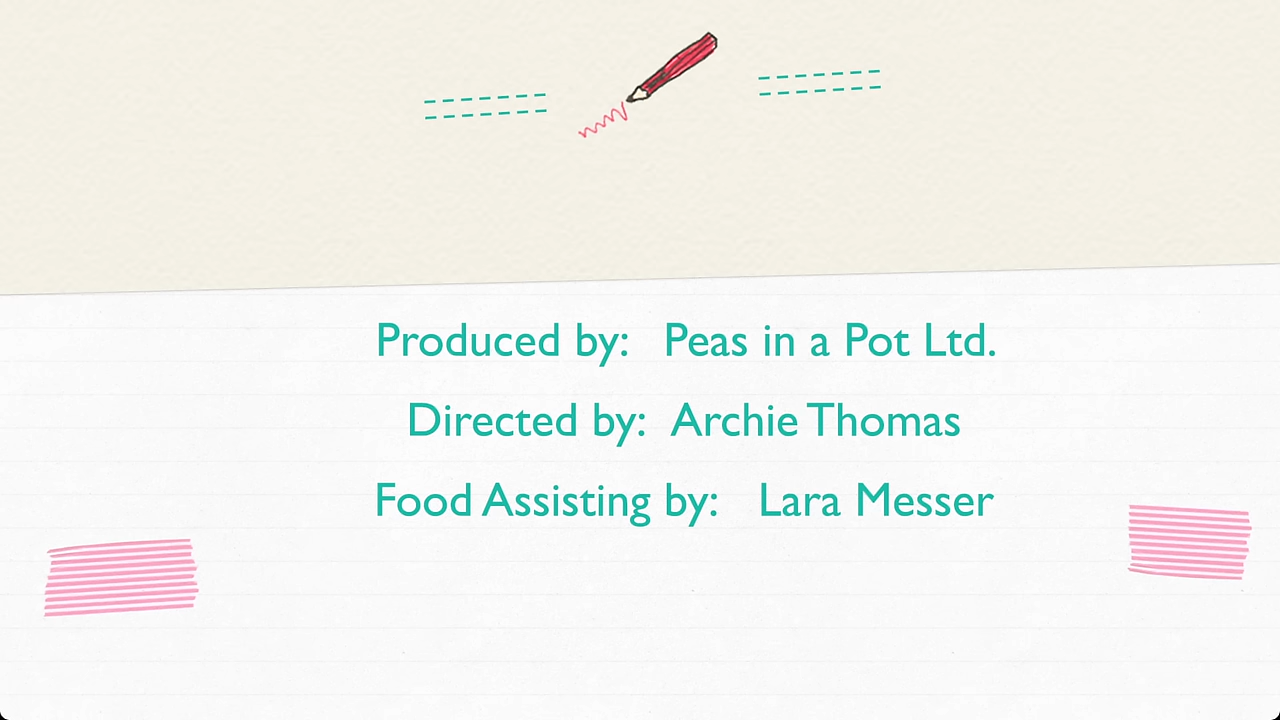 Produced by: Peas in a Pot Ltd.
Directed by: Archie Thomas
Food Assisting by: Lara Messer